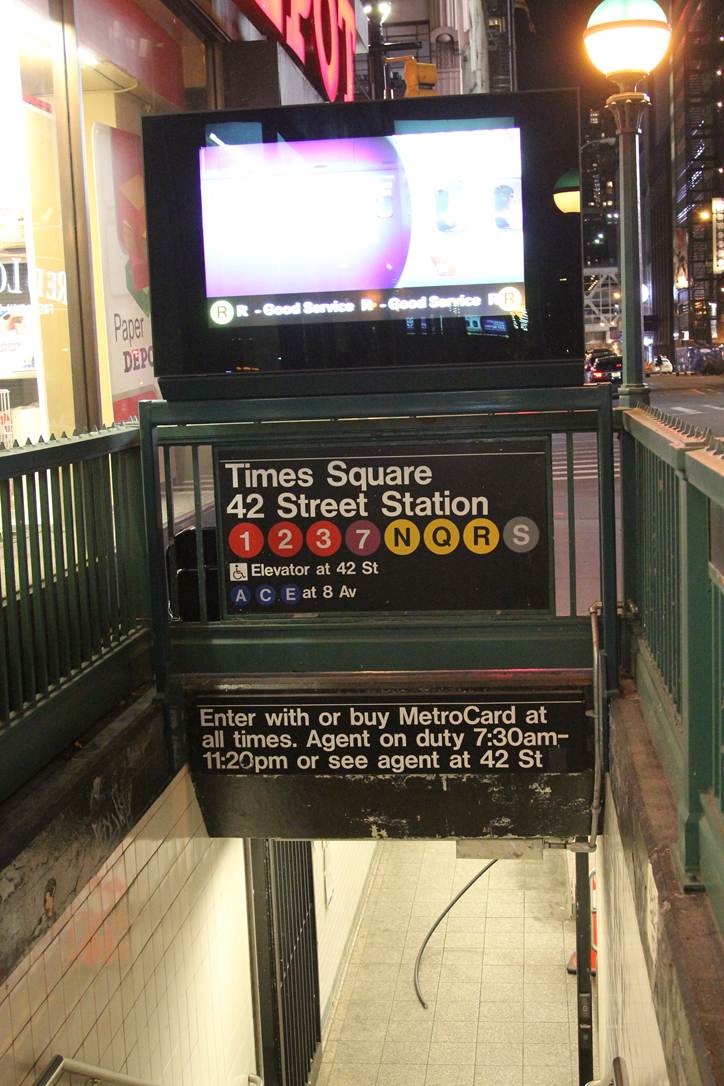 POT
Paper
DEPO
R R - Good Service R - Good Service R R
Times Square
42 Street Station
1 2 3 7 N Q R S
Elevator at 42 St
A C E at 8 Av
Enter with or buy MetroCard at
all times. Agent on duty 7:30am-
11:20pm or see agent at 42 St